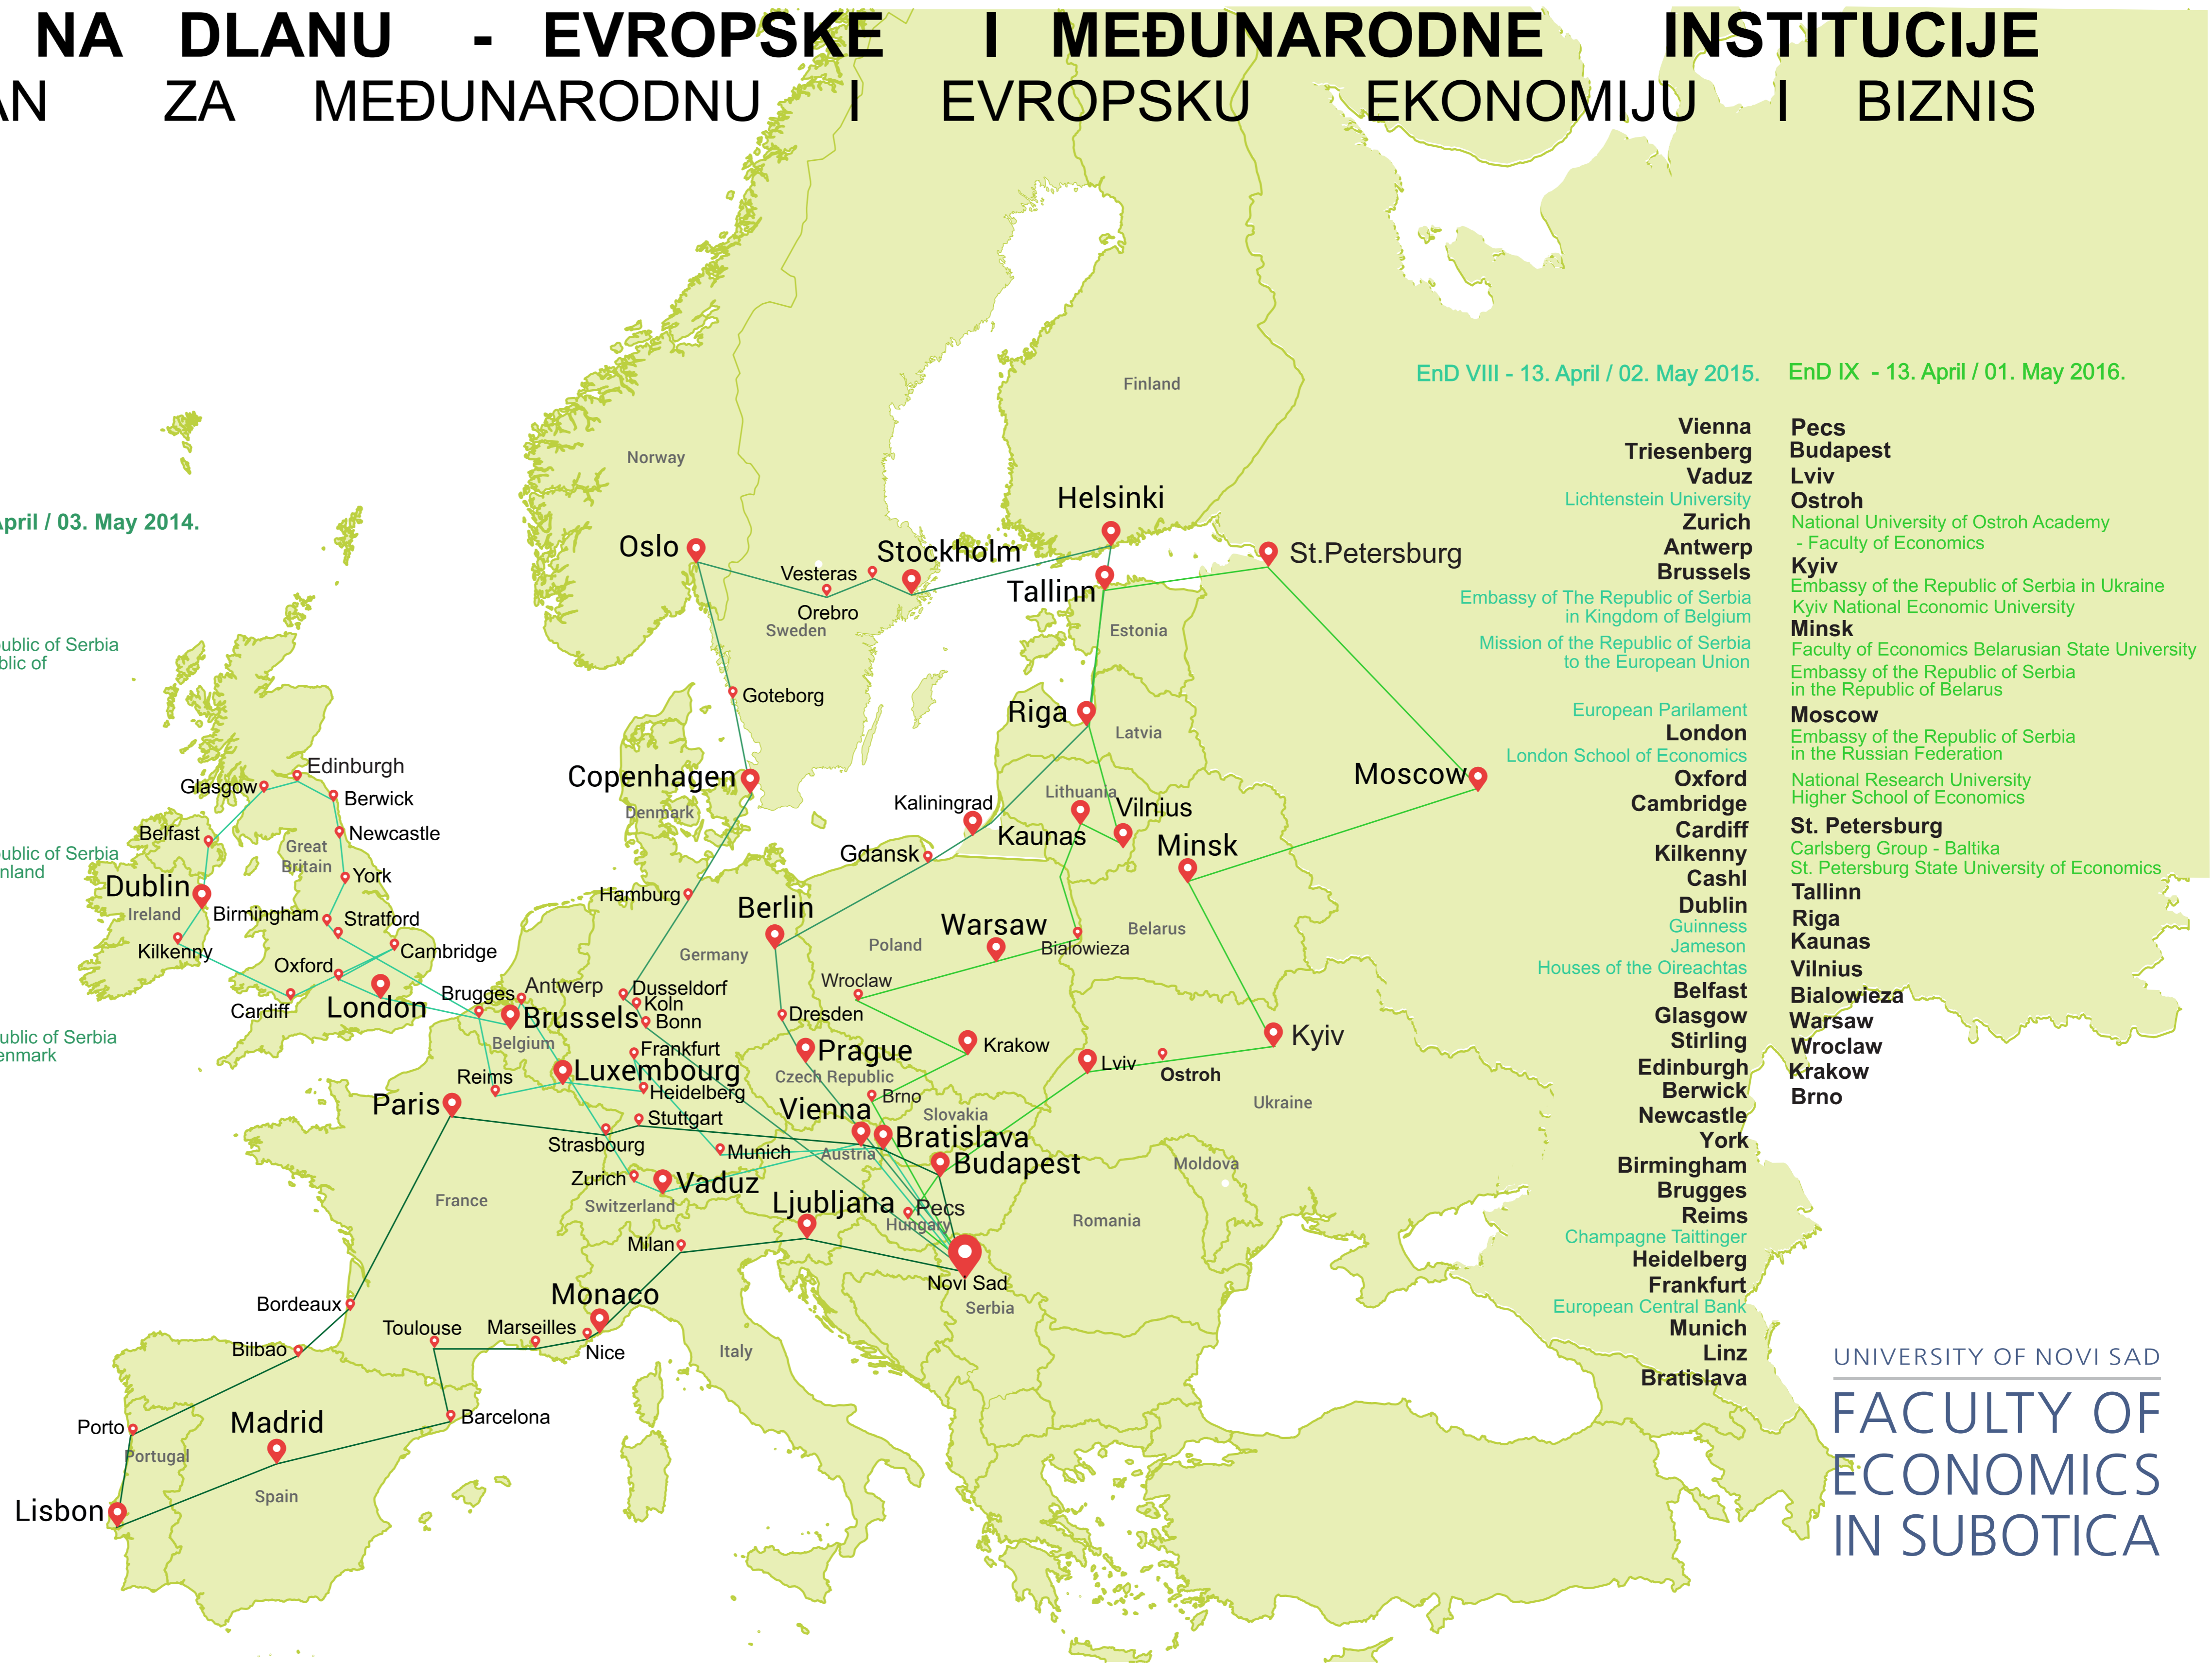 NA DLANU - EVROPSKE I MEĐUNARODNE INSTITUCIJE
AN ZA MEĐUNARODNU I EVROPSKU EKONOMIJU I BIZNIS
April / 03. May 2014.
public of Serbia
blic of
public of Serbia
nland
public of Serbia
enmark
Finland
Norway
Helsinki
Oslo
Stockholm
St.Petersburg
Vesteras
Tallinn
Orebro
Sweden
Estonia
Goteborg
Riga
Latvia
Edinburgh
Copenhagen
Moscow
Glasgow
Berwick
Lithuania
Kaliningrad
Vilnius
Denmark
Belfast
Newcastle
Kaunas
Great
Britain
Minsk
Gdansk
York
Dublin
Hamburg
Berlin
Ireland
Birmingham
Stratford
Warsaw
Belarus
Poland
Kilkenny
Cambridge
Bialowieza
Germany
Oxford
Wroclaw
Antwerp
Dusseldorf
Brugges
Koln
Cardiff
London
Brussels
Bonn
Dresden
Kyiv
Belgium
Frankfurt
Prague
Krakow
Lviv
Ostroh
Luxembourg
Czech Republic
Reims
Heidelberg
Brno
Paris
Vienna
Slovakia
Ukraine
Stuttgart
Strasbourg
Bratislava
Munich
Austria
Budapest
Moldova
Zurich
Vaduz
France
Switzerland
Ljubljana
Pecs
Hungary
Romania
Milan
Novi Sad
Monaco
Serbia
Bordeaux
Toulouse
Marseilles
Bilbao
Nice
Italy
Porto
Madrid
Barcelona
Portugal
Spain
Lisbon
EnD VIII - 13. April / 02. May 2015.
Vienna
Triesenberg
Vaduz
Lichtenstein University
Zurich
Antwerp
Brussels
Embassy of The Republic of Serbia
in Kingdom of Belgium
Mission of the Republic of Serbia
to the European Union
European Parilament
London
London School of Economics
Oxford
Cambridge
Cardiff
Kilkenny
Cashl
Dublin
Guinness
Jameson
Houses of the Oireachtas
Belfast
Glasgow
Stirling
Edinburgh
Berwick
Newcastle
York
Birmingham
Brugges
Reims
Champagne Taittinger
Heidelberg
Frankfurt
European Central Bank
Munich
Linz
Bratislava
EnD IX - 13. April / 01. May 2016.
Pecs
Budapest
Lviv
Ostroh
National University of Ostroh Academy
- Faculty of Economics
Kyiv
Embassy of the Republic of Serbia in Ukraine
Kyiv National Economic University
Minsk
Faculty of Economics Belarusian State University
Embassy of the Republic of Serbia
in the Republic of Belarus
Moscow
Embassy of the Republic of Serbia
in the Russian Federation
National Research University
Higher School of Economics
St. Petersburg
Carlsberg Group - Baltika
St. Petersburg State University of Economics
Tallinn
Riga
Kaunas
Vilnius
Bialowieza
Warsaw
Wroclaw
Krakow
Brno
UNIVERSITY OF NOVI SAD
FACULTY OF
ECONOMICS
IN SUBOTICA